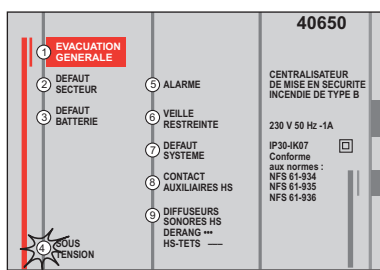 40650
1 EVACUATION
GENERALE
2 DEFAUT
SECTEUR
3 DEFAUT
BATTERIE
4 SOUS
TENSION
5 ALARME
6 VEILLE
RESTREINTE
7 DEFAUT
SYSTEME
8 CONTACT
AUXILIAIRES HS
9 DIFFUSEURS
SONORES HS
DERANG •••
HS-TETS —
CENTRALISATEUR
DE MISE EN SECURITE
INCENDIE DE TYPE B
230 V 50 Hz -1A
IP30-IK07
Conforme
aux normes :
NFS 61-934
NFS 61-935
NFS 61-936